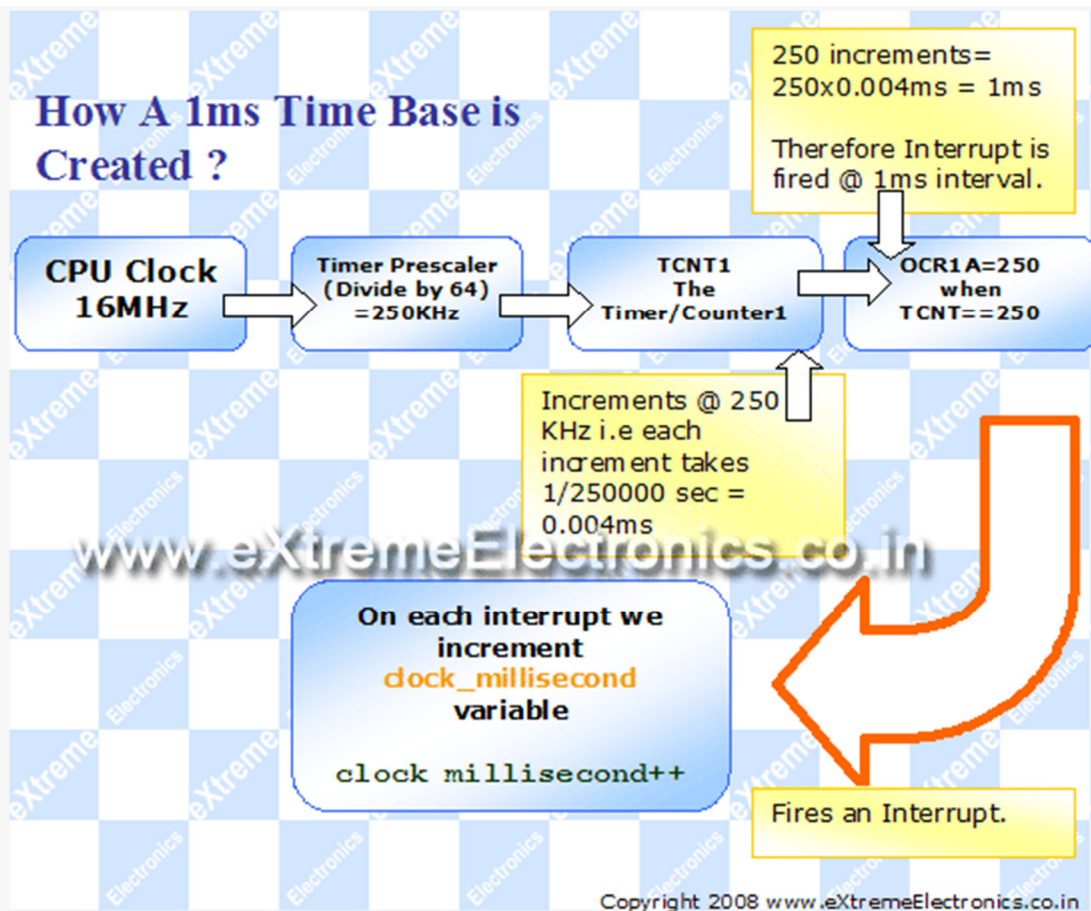 How A 1ms Time Base is
Created ?
250 increments=
250x0.004ms = 1ms
Therefore Interrupt is
fired @ 1ms interval.
CPU Clock
16MHz
Timer Prescaler
(Divide by 64)
=250KHz
TCNT1
The
Timer/Counter1
OCR1A=250
when
TCNT==250
Increments @ 250
KHz i.e each
increment takes
1/250000 sec =
0.004ms
www.eXtremeElectronics.co.in
On each interrupt we
increment
clock_millisecond
variable
clock millisecond++
Fires an Interrupt.
Copyright 2008 www.eXtremeElectronics.co.in